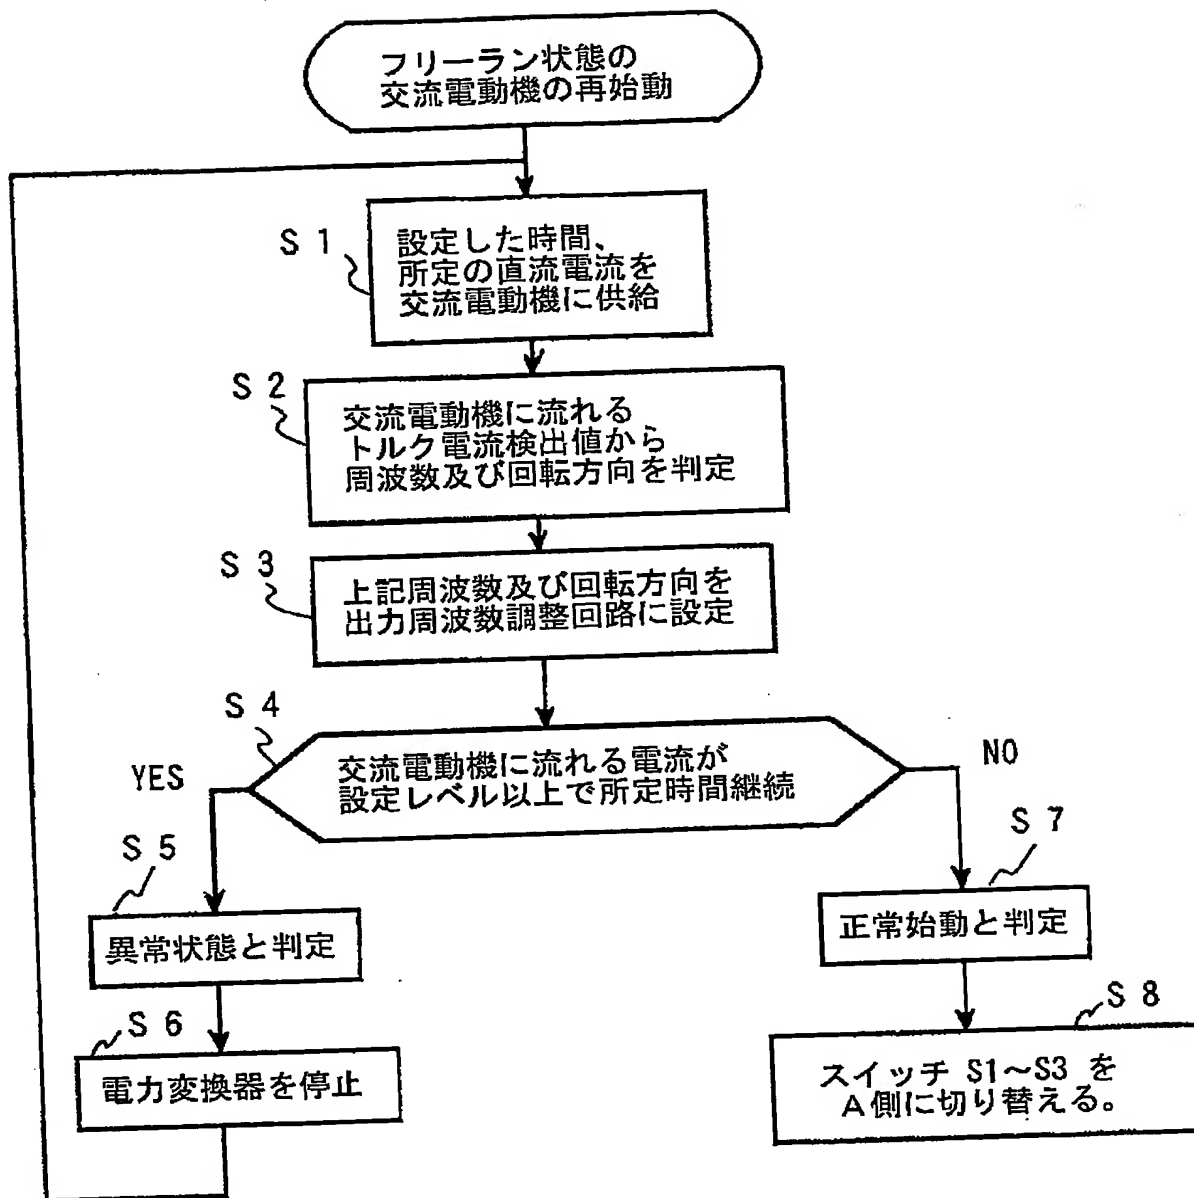 フリーラン状態の
交流電動機の再始動
S 1
設定した時間、
所定の直流電流を
交流電動機に供給
S 2
交流電動機に流れる
トルク電流検出値から
周波数及び回転方向を判定
S 3
上記周波数及び回転方向を
出力周波数調整回路に設定
S 4
交流電動機に流れる電流が
設定レベル以上で所定時間継続
YES
NO
S 5
異常状態と判定
S 6
電力変換器を停止
S 7
正常始動と判定
S 8
スイッチ S1～S3 を
A側に切り替える。